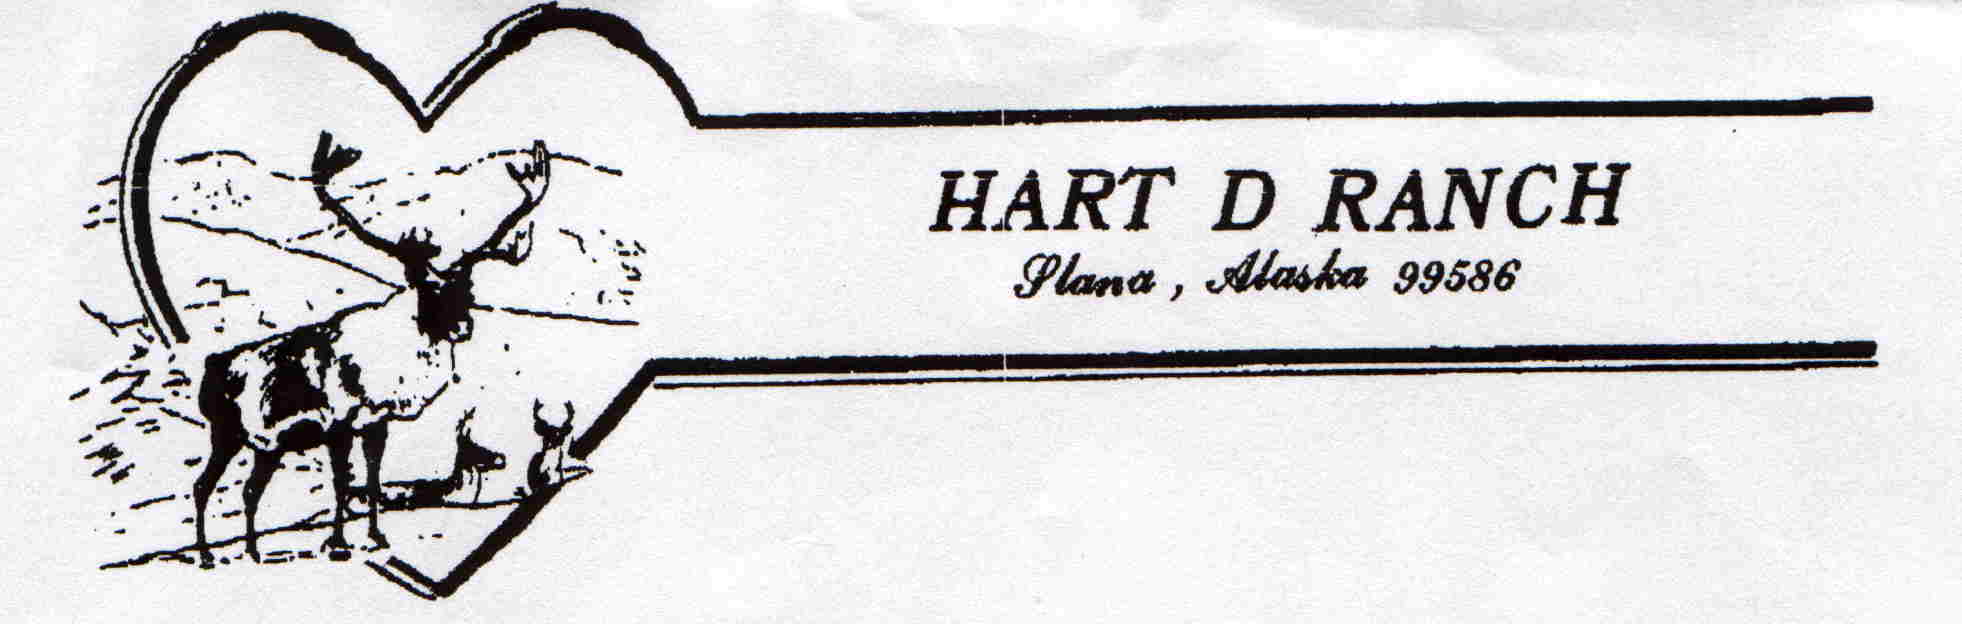 HART D RANCH
Slana, Alaska 99586